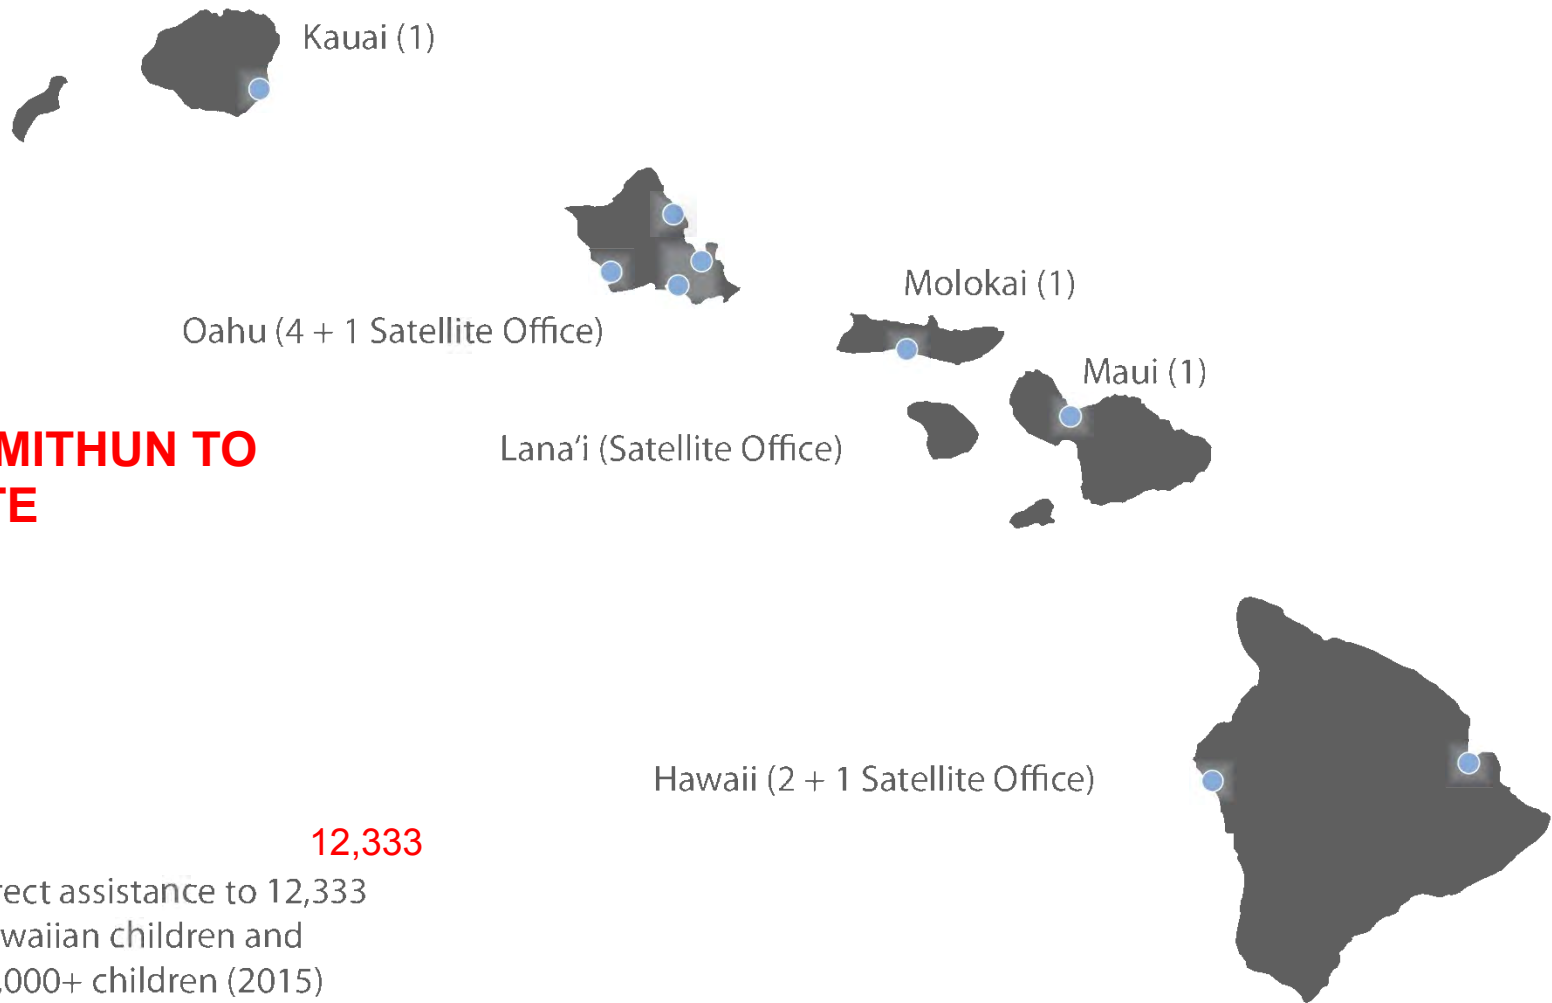 Kauai (1)
Molokai (1)
Oahu (4 + 1 Satellite Office)
Maui (1)
MITHUN TO
Lana‘i (Satellite Office)
TE
Hawaii (2 + 1 Satellite Office)
12,333
rect assistance to 12,333
waiian children and
,000+ children (2015)